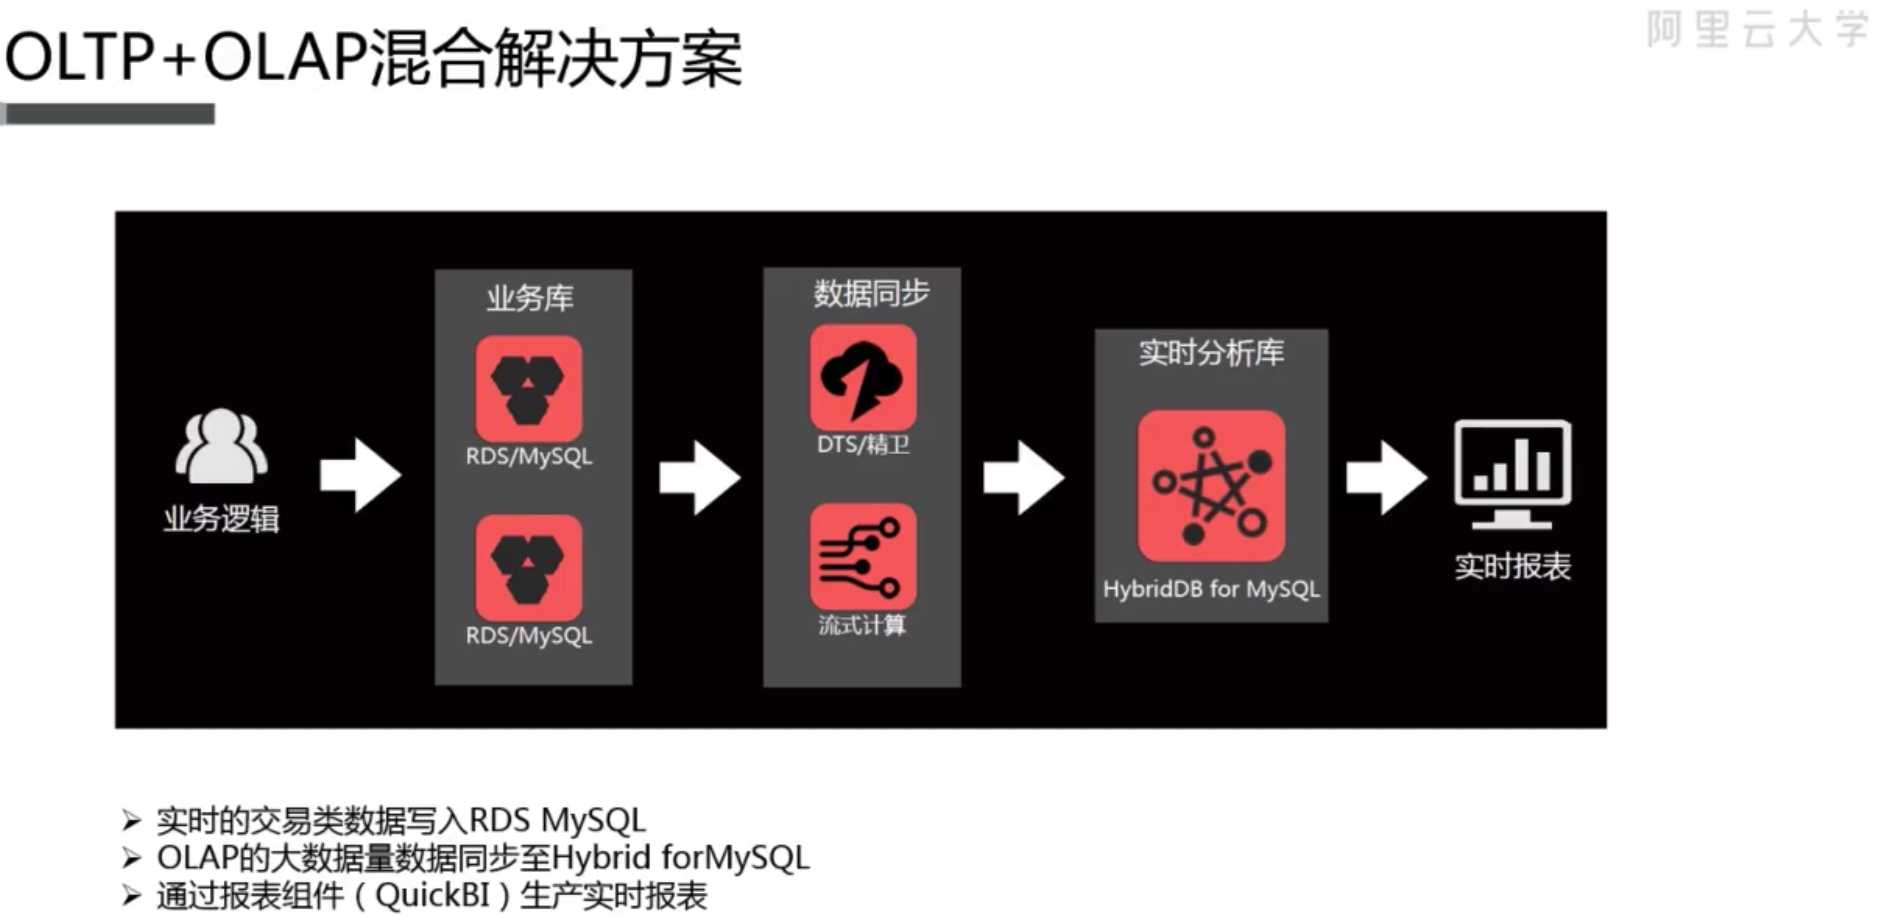 阿里云大学
OLTP+OLAP混合解决方案
业务逻辑
业务库
RDS/MySQL
RDS/MySQL
数据同步
DTS/精卫
流式计算
实时分析库
HybridDB for MySQL
实时报表
实时的交易类数据写入RDS MySQL
OLAP的大数据量数据同步至Hybrid forMySQL
通过报表组件（QuickBI）生产实时报表